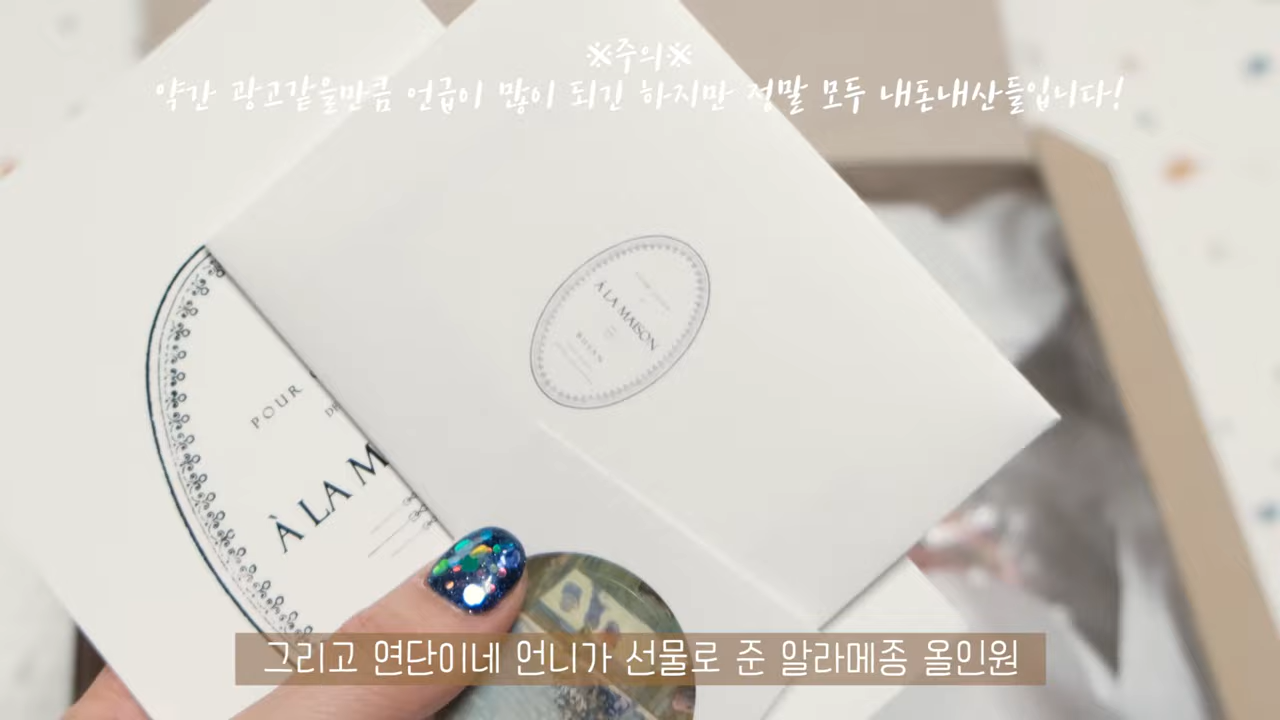 ※주의※
약간 광고같을만큼 언급이 많이 되긴 하지만 정말 모두 내돈내산들입니다!
À LA MAISON
BUVAN
POUR
DE
À LA M
그리고 연단이네 언니가 선물로 준 알라메종 올인원